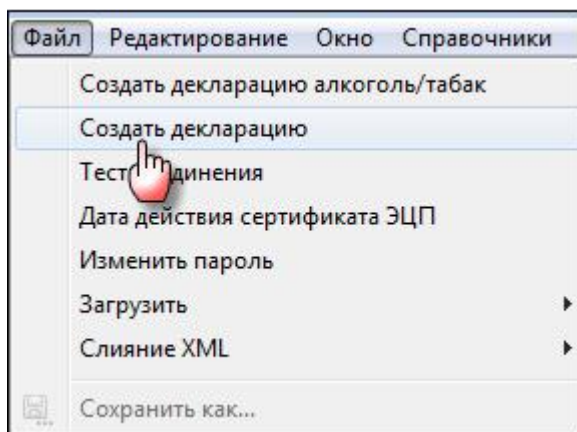 Файл Редактирование Окно Справочники
Создать декларацию алкоголь/табак
Создать декларацию
Тест динения
Дата действия сертификата ЭЦП
Изменить пароль
Загрузить
Слияние XML
Сохранить как...